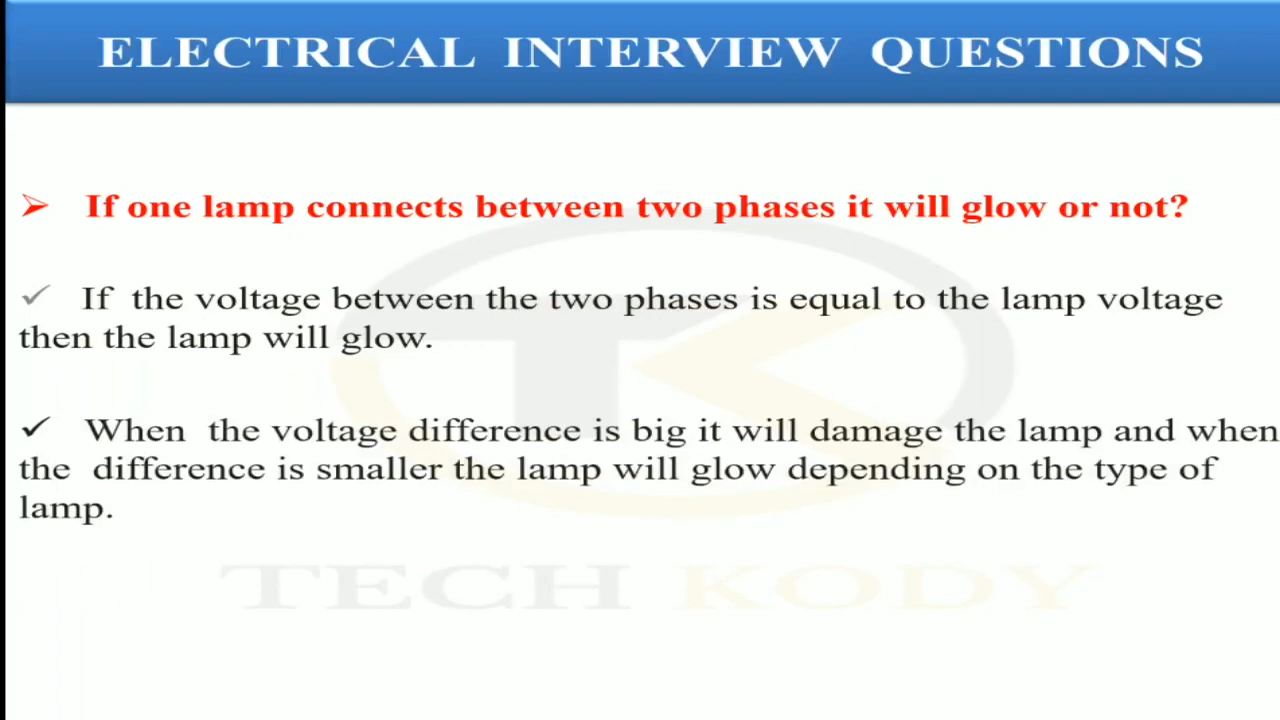 ELECTRICAL INTERVIEW QUESTIONS
If one lamp connects between two phases it will glow or not?
If the voltage between the two phases is equal to the lamp voltage
then the lamp will glow.
When the voltage difference is big it will damage the lamp and when
the difference is smaller the lamp will glow depending on the type of
lamp.
TECH KODY